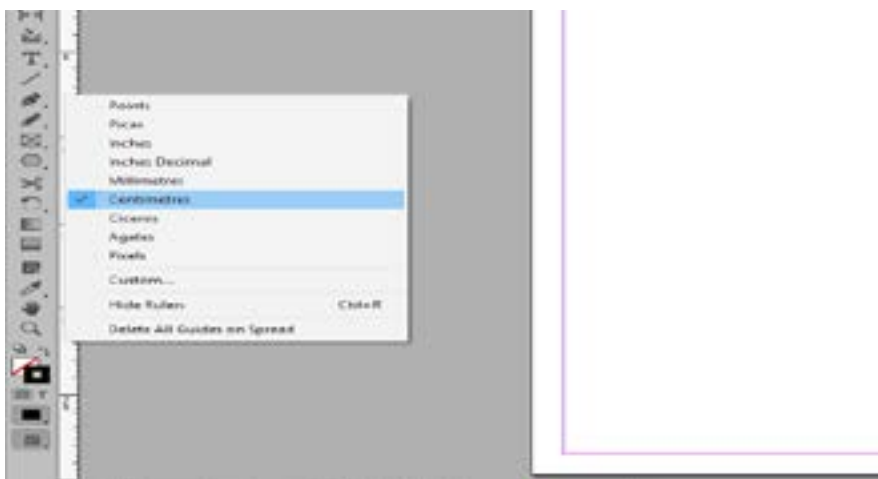 Points
Picas
Inches
Inches Decimal
Millimetres
Centimetres
Ciceros
Agates
Pixels
Custom...
Hide Rulers Ctrl+R
Delete All Guides on Spread